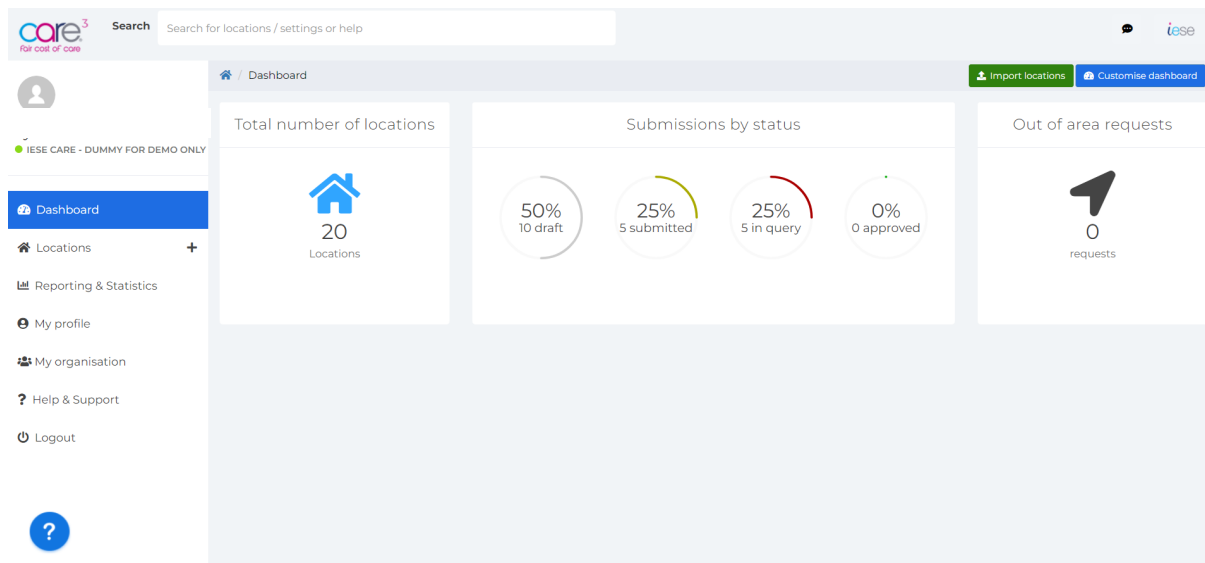 care3
Fair cost of care
Search
Search for locations / settings or help
iese
/ Dashboard
Import locations
Customise dashboard
IESE CARE - DUMMY FOR DEMO ONLY
Dashboard
Locations +
Reporting & Statistics
My profile
My organisation
? Help & Support
Logout
?
Total number of locations
20
Locations
Submissions by status
50%
10 draft
25%
5 submitted
25%
5 in query
0%
0 approved
Out of area requests
0
requests